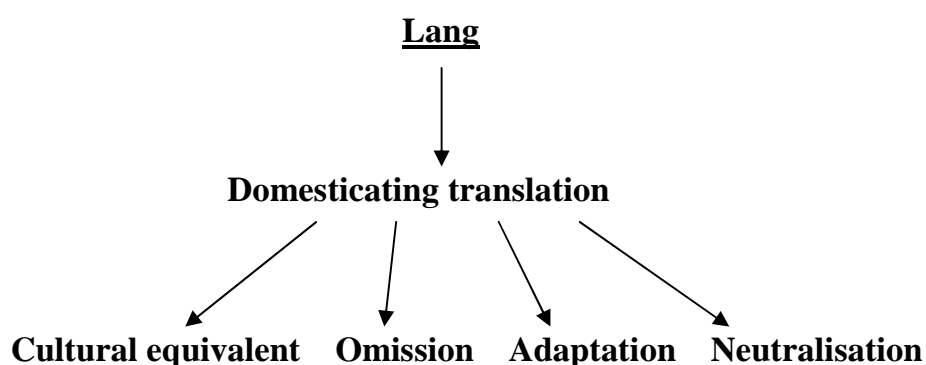 Lang
Domesticating translation
Cultural equivalent Omission Adaptation Neutralisation